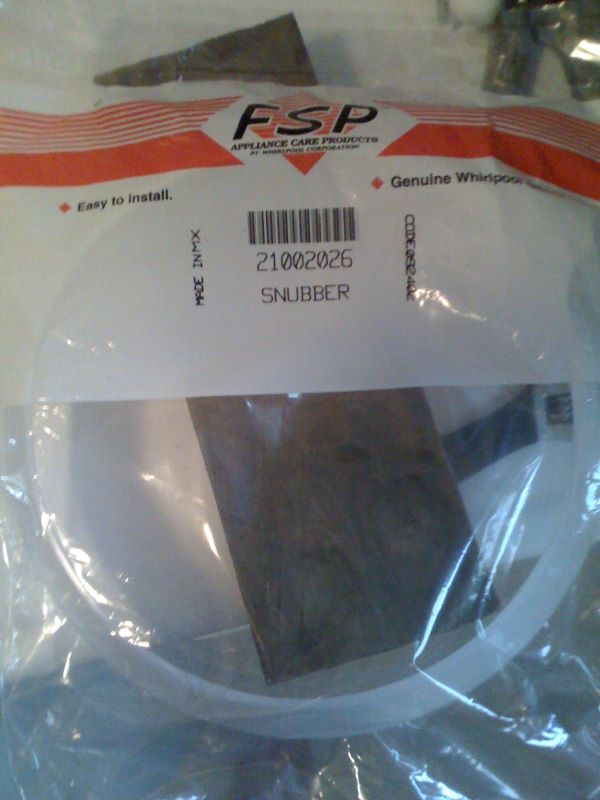 FSP
APPLIANCE CARE PRODUCTS
BY WHIRLPOOL CORPORATION
Easy to install.
Genuine Whirlpool
MADE IN MX
21002026
SNUBBER